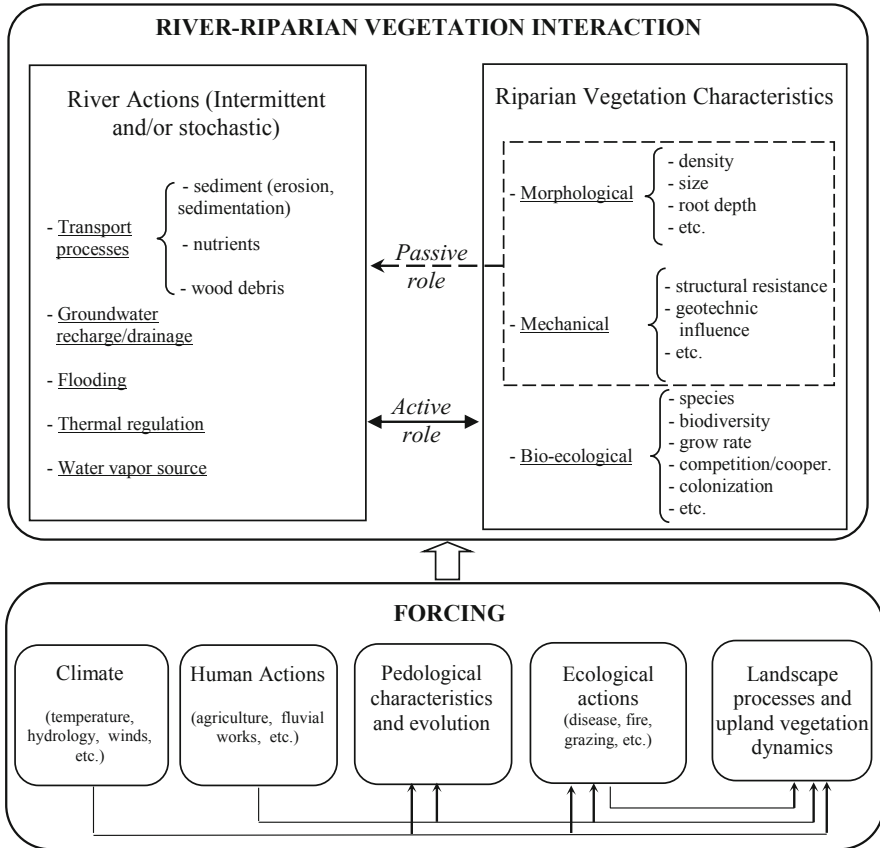 RIVER-RIPARIAN VEGETATION INTERACTION
River Actions (Intermittent
and/or stochastic)
- Transport
processes
- sediment (erosion,
sedimentation)
- nutrients
- wood debris
- Groundwater
recharge/drainage
- Flooding
- Thermal regulation
- Water vapor source
Passive
role
Active
role
Riparian Vegetation Characteristics
- Morphological
- density
- size
- root depth
- etc.
- Mechanical
- structural resistance
- geotechnic
influence
- etc.
- Bio-ecological
- species
- biodiversity
- grow rate
- competition/cooper.
- colonization
- etc.
FORCING
Climate
(temperature,
hydrology, winds,
etc.)
Human Actions
(agriculture, fluvial
works, etc.)
Pedological
characteristics
and evolution
Ecological
actions
(disease, fire,
grazing, etc.)
Landscape
processes and
upland vegetation
dynamics